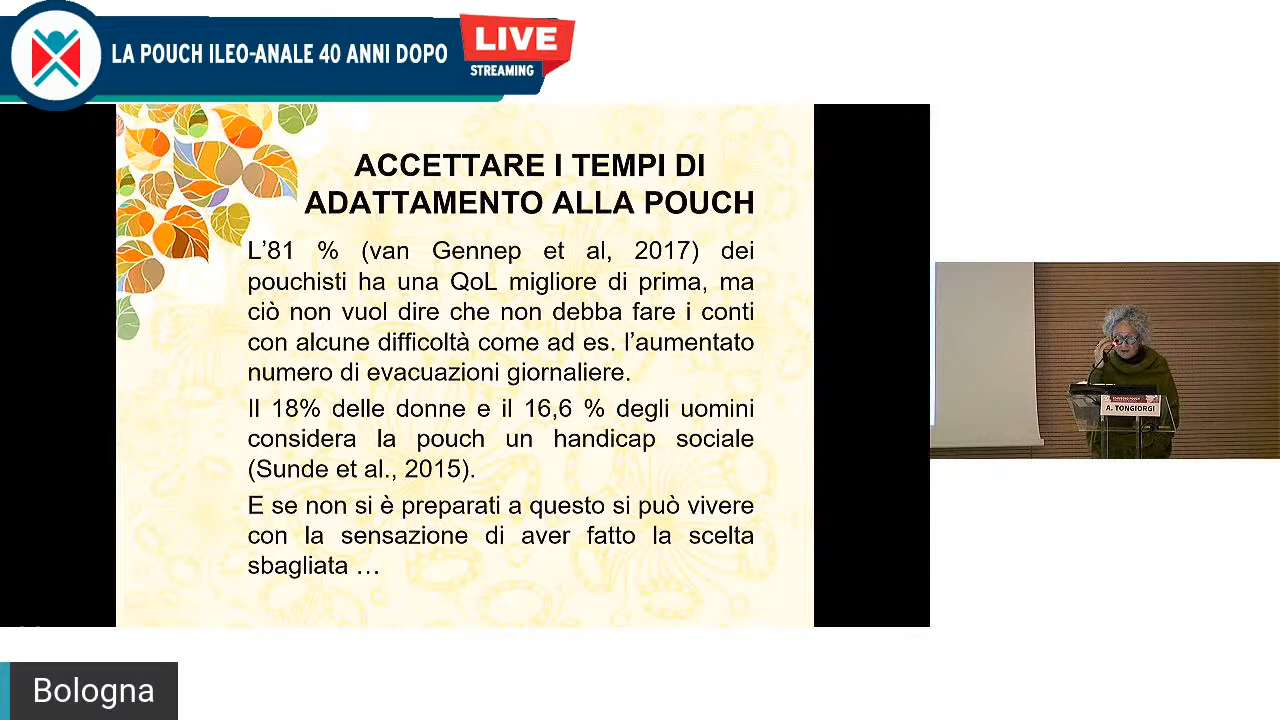 LA POUCH ILEO-ANALE 40 ANNI DOPO
LIVE
STREAMING
ACCETTARE I TEMPI DI
ADATTAMENTO ALLA POUCH
L'81 % (van Gennep et al, 2017) dei
pouchisti ha una QoL migliore di prima, ma
ciò non vuol dire che non debba fare i conti
con alcune difficoltà come ad es. l'aumentato
numero di evacuazioni giornaliere.
Il 18% delle donne e il 16,6 % degli uomini
considera la pouch un handicap sociale
(Sunde et al., 2015).
E se non si è preparati a questo si può vivere
con la sensazione di aver fatto la scelta
sbagliata …
A. TONGIORGI
Bologna